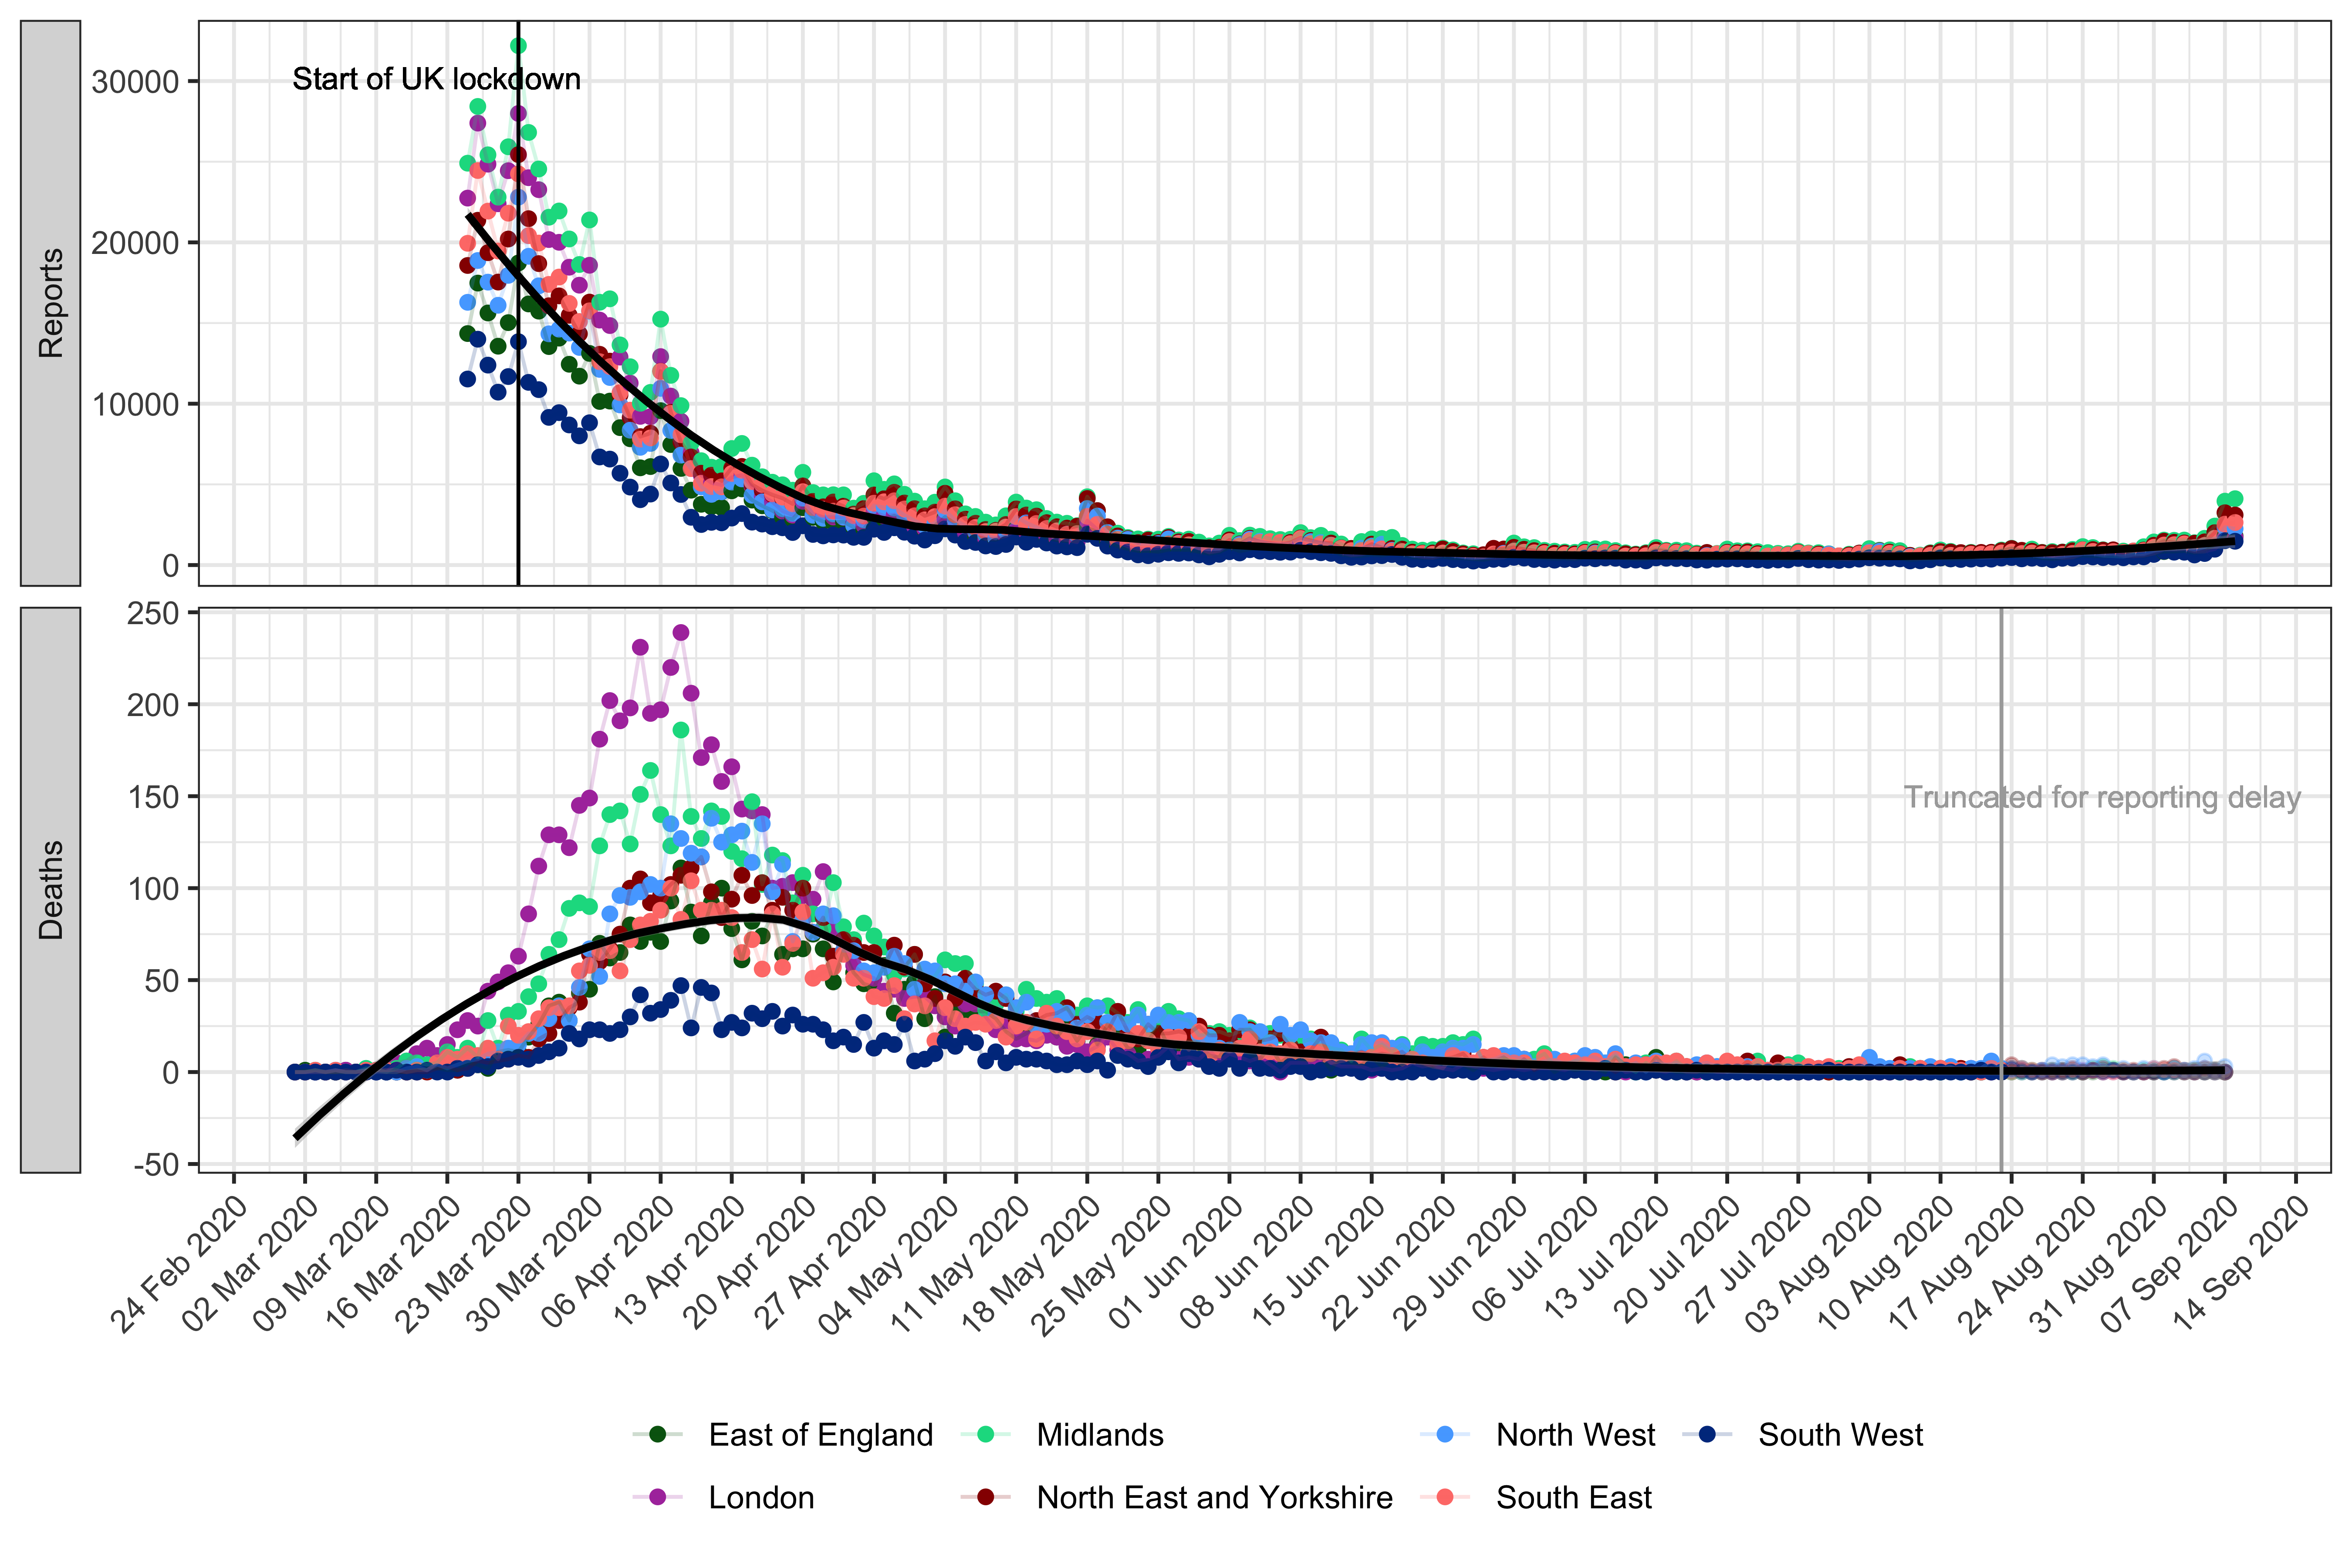 Reports
30000
20000
10000
0
Start of UK lockdown
Deaths
250
200
150
100
50
0
-50
Truncated for reporting delay
24 Feb 2020
02 Mar 2020
09 Mar 2020
16 Mar 2020
23 Mar 2020
30 Mar 2020
06 Apr 2020
13 Apr 2020
20 Apr 2020
27 Apr 2020
04 May 2020
11 May 2020
18 May 2020
25 May 2020
01 Jun 2020
08 Jun 2020
15 Jun 2020
22 Jun 2020
29 Jun 2020
06 Jul 2020
13 Jul 2020
20 Jul 2020
27 Jul 2020
03 Aug 2020
10 Aug 2020
17 Aug 2020
24 Aug 2020
31 Aug 2020
07 Sep 2020
14 Sep 2020
East of England
Midlands
North West
South West
London
North East and Yorkshire
South East